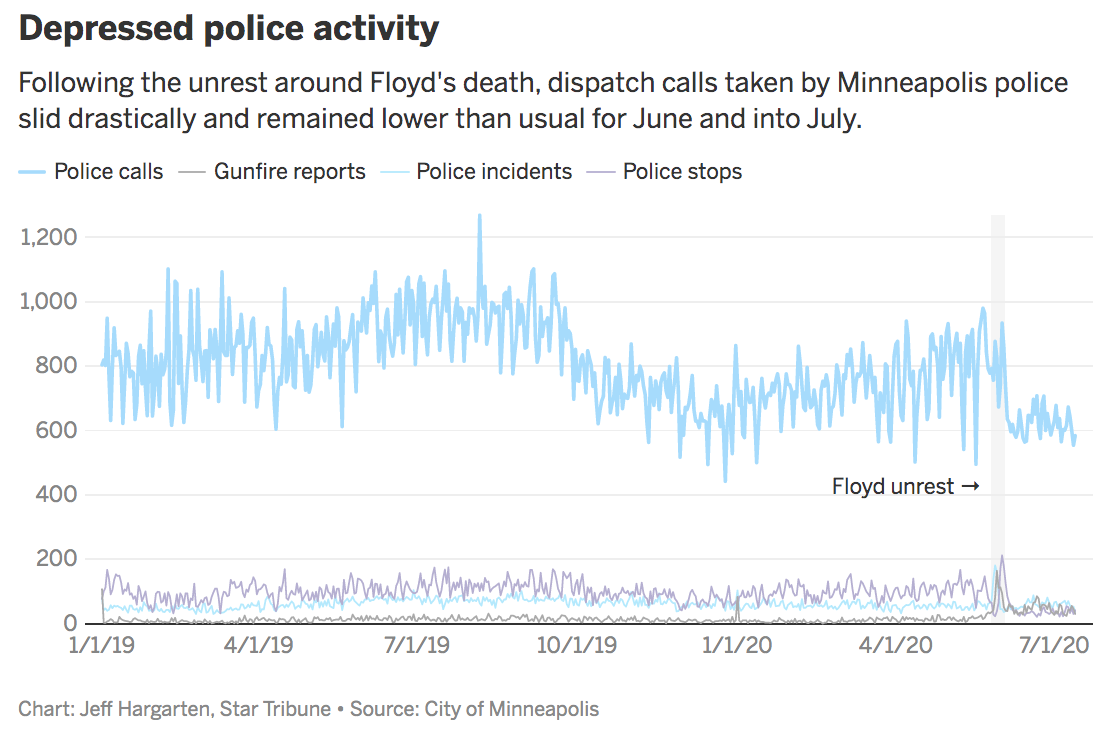 Depressed police activity
Following the unrest around Floyd's death, dispatch calls taken by Minneapolis police
slid drastically and remained lower than usual for June and into July.
Police calls Gunfire reports Police incidents Police stops
1,200
1,000
800
600
Floyd unrest →
400
200
0
1/1/19 4/1/19 7/1/19 10/1/19 1/1/20 4/1/20 7/1/20
Chart: Jeff Hargarten, Star Tribune • Source: City of Minneapolis